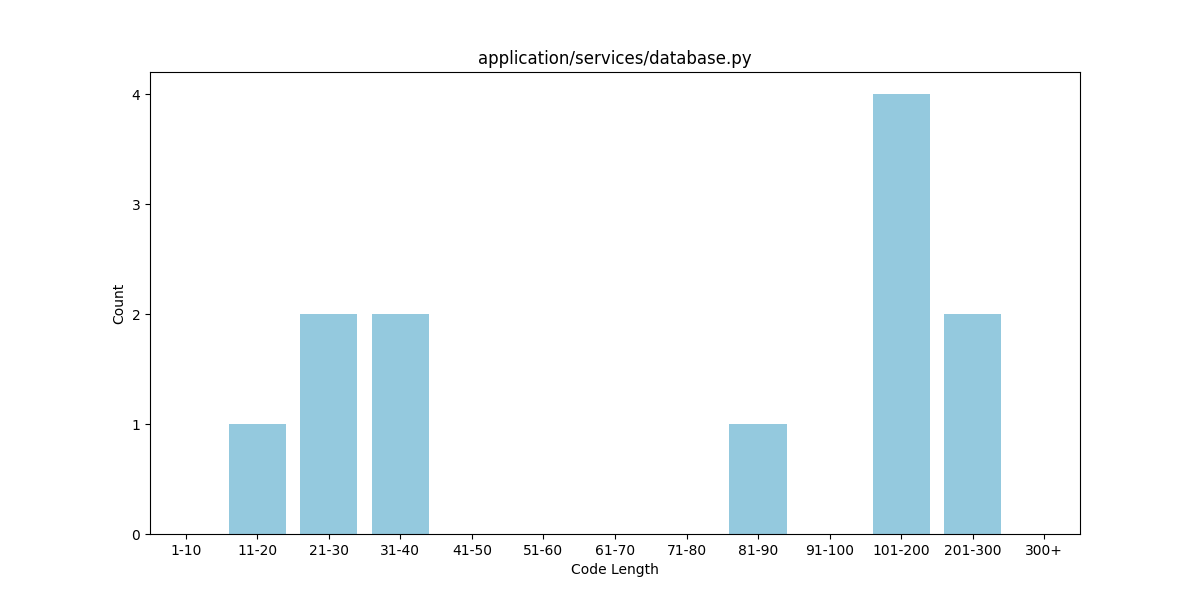 application/services/database.py
4
3
2
1
0
Count
1-10 11-20 21-30 31-40 41-50 51-60 61-70 71-80 81-90 91-100 101-200 201-300 300+
Code Length